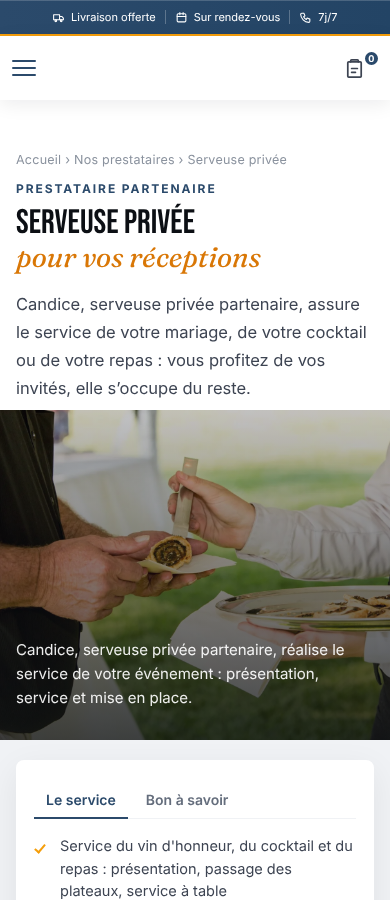 Livraison offerte Sur rendez-vous 7j/7
0
Accueil › Nos prestataires › Serveuse privée
PRESTATAIRE PARTENAIRE
SERVEUSE PRIVÉE
pour vos réceptions
Candice, serveuse privée partenaire, assure
le service de votre mariage, de votre cocktail
ou de votre repas : vous profitez de vos
invités, elle s’occupe du reste.
Candice, serveuse privée partenaire, réalise le
service de votre événement : présentation,
service et mise en place.
Le service Bon à savoir
Service du vin d'honneur, du cocktail et du
repas : présentation, passage des
plateaux, service à table